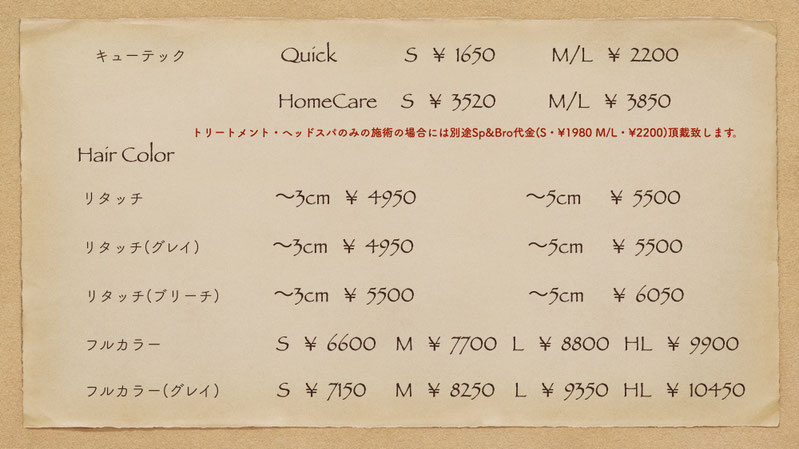 キューテック Quick S ¥ 1650 M/L ¥ 2200
HomeCare S ¥ 3520 M/L ¥ 3850
トリートメント・ヘッドスパのみの施術の場合には別途Sp&Bro代金(S・¥1980 M/L・¥2200)頂戴致します。
Hair Color
リタッチ 〜3cm ¥ 4950 〜5cm ¥ 5500
リタッチ(グレイ) 〜3cm ¥ 4950 〜5cm ¥ 5500
リタッチ(ブリーチ) 〜3cm ¥ 5500 〜5cm ¥ 6050
フルカラー S ¥ 6600 M ¥ 7700 L ¥ 8800 HL ¥ 9900
フルカラー(グレイ) S ¥ 7150 M ¥ 8250 L ¥ 9350 HL ¥ 10450